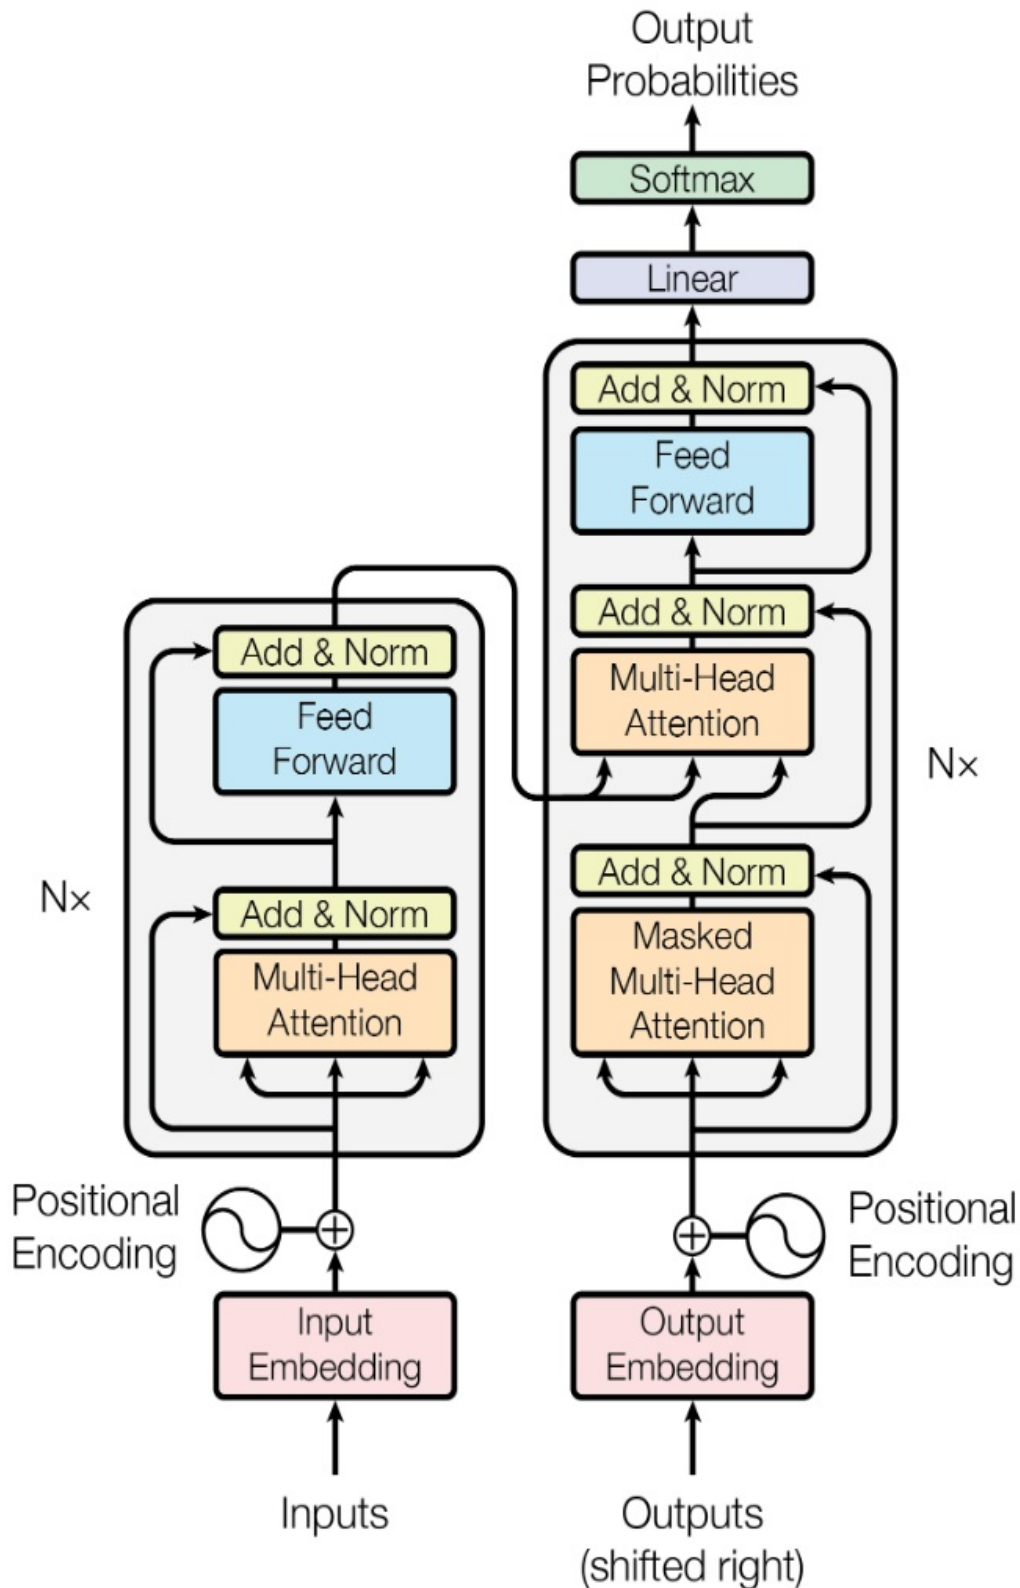 Output
Probabilities
Softmax
Linear
Add & Norm
Feed
Forward
Add & Norm
Multi-Head
Attention
N×
Add & Norm
Masked
Multi-Head
Attention
Add & Norm
Feed
Forward
N×
Add & Norm
Multi-Head
Attention
Positional
Encoding
Positional
Encoding
Input
Embedding
Output
Embedding
Inputs
Outputs
(shifted right)